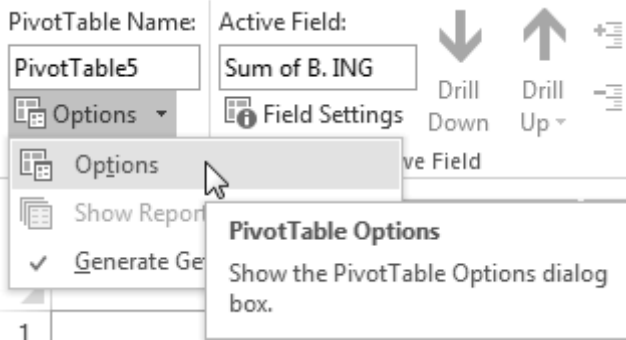 PivotTable Name:
Active Field:
PivotTable5
Sum of B. ING
Drill
Down
Drill
Up
Options
Field Settings
Options
ve Field
Show Repor
Generate Ge
PivotTable Options
Show the PivotTable Options dialog
box.
1